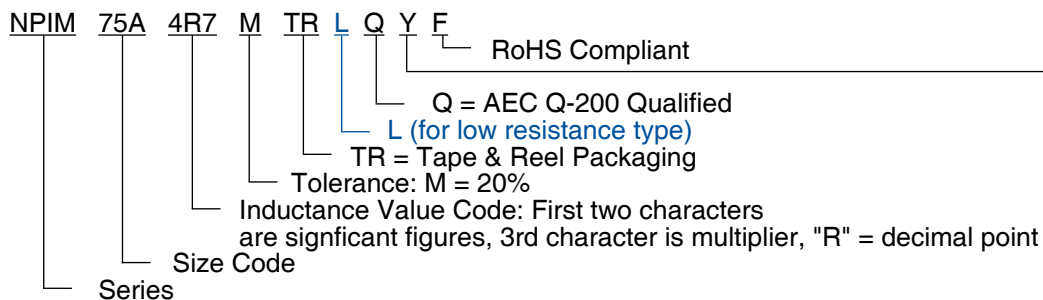 NPIM 75A 4R7 M TR L Q Y F
RoHS Compliant
Q = AEC Q-200 Qualified
L (for low resistance type)
TR = Tape & Reel Packaging
Tolerance: M = 20%
Inductance Value Code: First two characters
are signficant figures, 3rd character is multiplier, "R" = decimal point
Size Code
Series